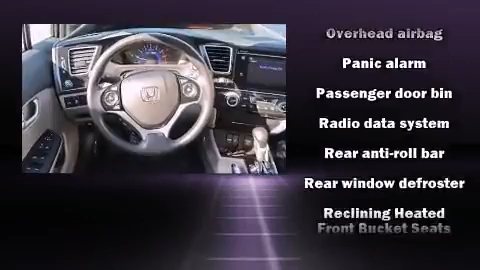 Overhead airbag
Panic alarm
Passenger door bin
Radio data system
Rear anti-roll bar
Rear window defroster
Reclining Heated
Front Bucket Seats